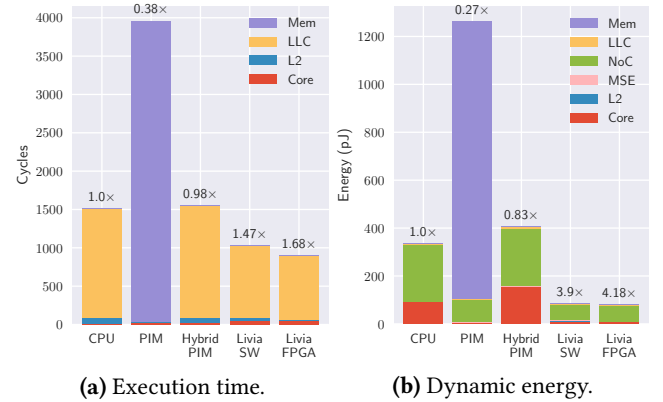 4000
3500
3000
2500
2000
1500
1000
500
0
Cycles
0.38×
Mem
LLC
L2
Core
1.0×
0.98×
1.47×
1.68×
CPU
PIM
Hybrid
PIM
Livia
SW
Livia
FPGA
(a) Execution time.
1200
1000
800
600
400
200
0
Energy (pJ)
0.27×
Mem
LLC
NoC
MSE
L2
Core
1.0×
0.83×
3.9×
4.18×
CPU
PIM
Hybrid
PIM
Livia
SW
Livia
FPGA
(b) Dynamic energy.